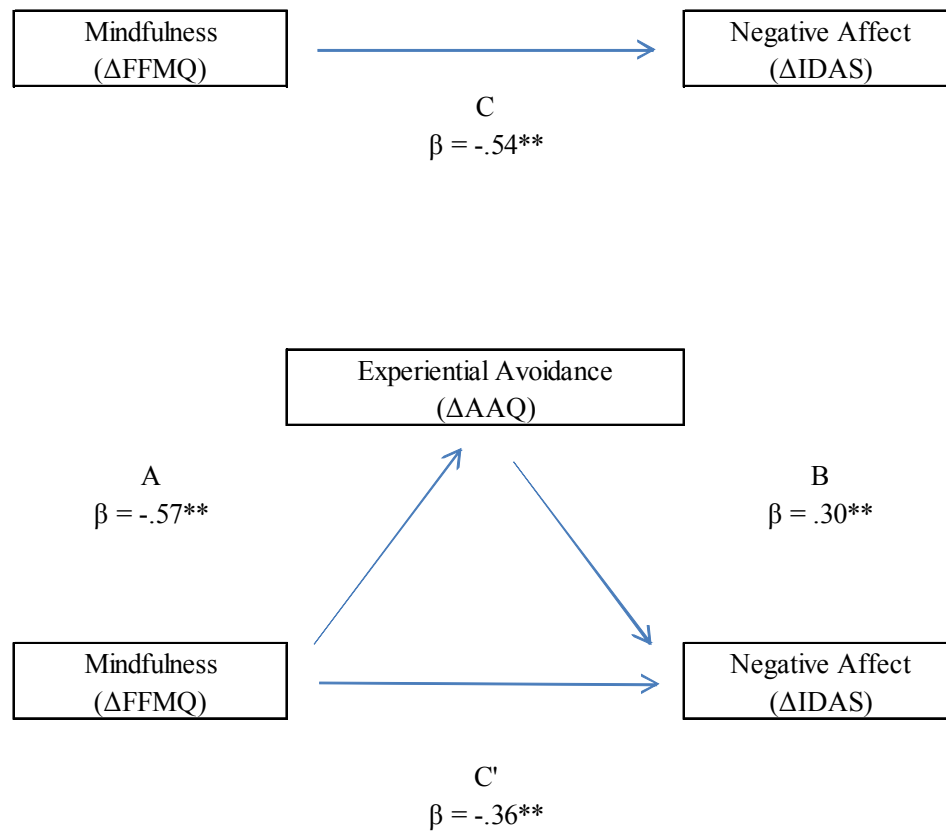 Mindfulness
(ΔFFMQ)
Negative Affect
(ΔIDAS)
C
β = -.54**
Experiential Avoidance
(ΔAAQ)
A
β = -.57**
B
β = .30**
Mindfulness
(ΔFFMQ)
Negative Affect
(ΔIDAS)
C'
β = -.36**